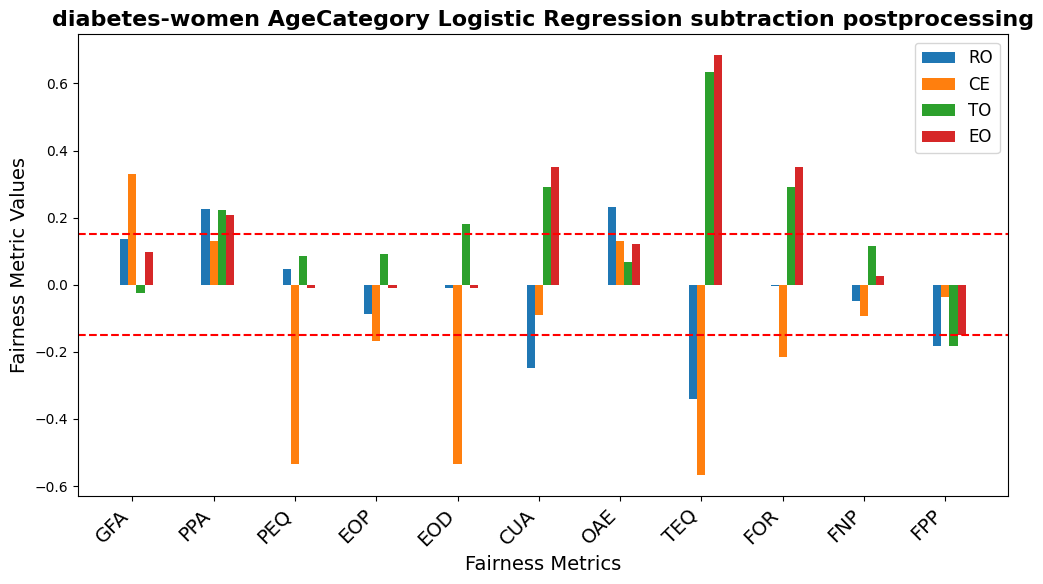 diabetes-women AgeCategory Logistic Regression subtraction postprocessing
RO
CE
TO
EO
Fairness Metric Values
0.6
0.4
0.2
0.0
−0.2
−0.4
−0.6
GFA
PPA
PEQ
EOP
EOD
CUA
OAE
TEQ
FOR
FNP
FPP
Fairness Metrics